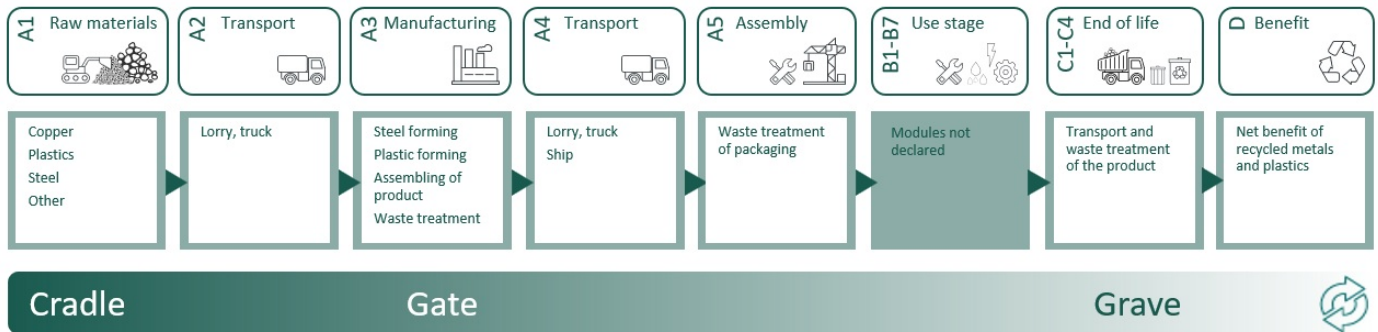 A1 Raw materials
A2 Transport
A3 Manufacturing
A4 Transport
A5 Assembly
B1-B7 Use stage
C1-C4 End of life
D Benefit
Copper
Plastics
Steel
Other
Lorry, truck
Steel forming
Plastic forming
Assembling of
product
Waste treatment
Lorry, truck
Ship
Waste treatment
of packaging
Modules not
declared
Transport and
waste treatment
of the product
Net benefit of
recycled metals
and plastics
Cradle
Gate
Grave